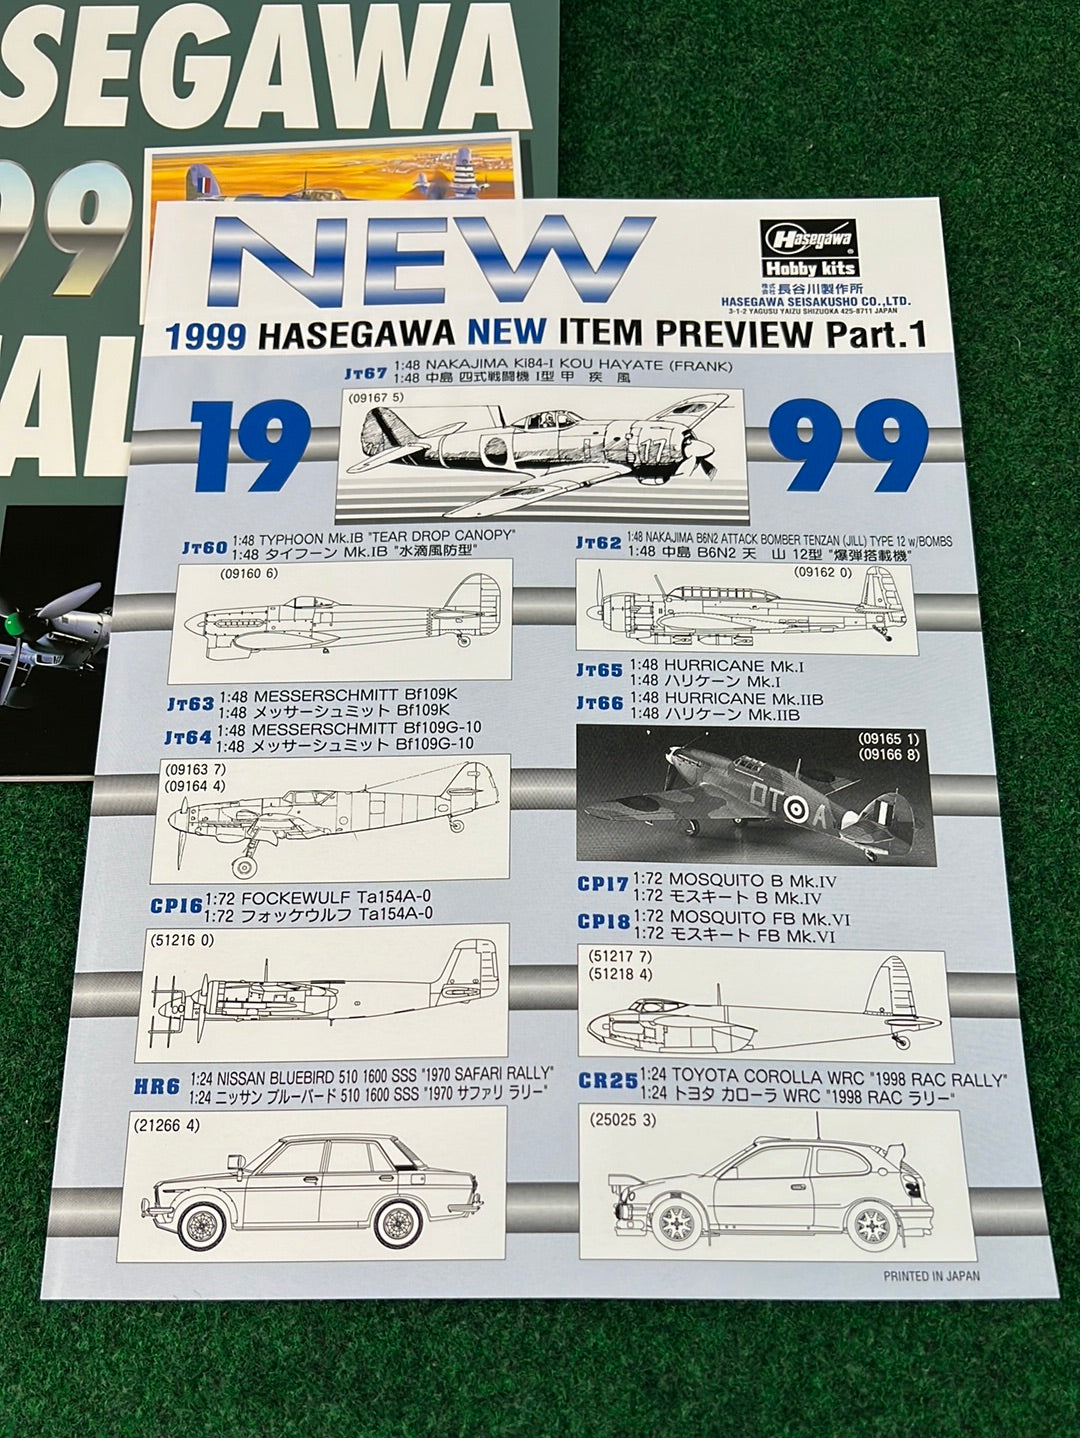 SEGAWA
99
AL
NEW
Hasegawa
Hobby kits
株式会社 長谷川製作所
HASEGAWA SEISAKUSHO CO.,LTD.
3-1-2 YAGUSU YAIZU SHIZUOKA 425-8711 JAPAN
1999 HASEGAWA NEW ITEM PREVIEW Part.1
JT67 1:48 NAKAJIMA Ki84-I KOU HAYATE (FRANK)
1:48 中島 四式戦闘機 I型 甲 疾 風
(09167 5)
19 99
17
JT60 1:48 TYPHOON Mk.IB "TEAR DROP CANOPY"
1:48 タイフーン Mk.IB "水滴風防型"
(09160 6)
JT62 1:48 NAKAJIMA B6N2 ATTACK BOMBER TENZAN (JILL) TYPE 12 w/BOMBS
1:48 中島 B6N2 天 山 12型 "爆弾搭載機"
(09162 0)
JT63 1:48 MESSERSCHMITT Bf109K
1:48 メッサーシュミット Bf109K
JT64 1:48 MESSERSCHMITT Bf109G-10
1:48 メッサーシュミット Bf109G-10
(09163 7)
(09164 4)
JT65 1:48 HURRICANE Mk.I
1:48 ハリケーン Mk.I
JT66 1:48 HURRICANE Mk.IIB
1:48 ハリケーン Mk.IIB
(09165 1)
(09166 8)
DT A
CP16 1:72 FOCKEWULF Ta154A-0
1:72 フォッケウルフ Ta154A-0
(51216 0)
CP17 1:72 MOSQUITO B Mk.IV
1:72 モスキート B Mk.IV
CP18 1:72 MOSQUITO FB Mk.VI
1:72 モスキート FB Mk.VI
(51217 7)
(51218 4)
HR6 1:24 NISSAN BLUEBIRD 510 1600 SSS "1970 SAFARI RALLY"
1:24 ニッサン ブルーバード 510 1600 SSS "1970 サファリ ラリー"
(21266 4)
CR25 1:24 TOYOTA COROLLA WRC "1998 RAC RALLY"
1:24 トヨタ カローラ WRC "1998 RAC ラリー"
(25025 3)
PRINTED IN JAPAN